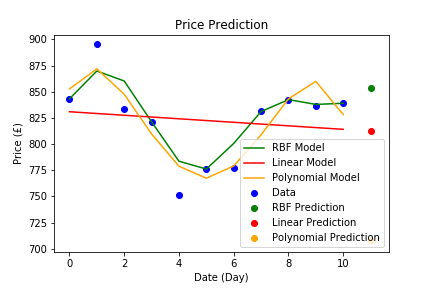 Price Prediction
900
875
850
825
800
775
750
725
700
Price (£)
0
2
4
6
8
10
Date (Day)
RBF Model
Linear Model
Polynomial Model
Data
RBF Prediction
Linear Prediction
Polynomial Prediction